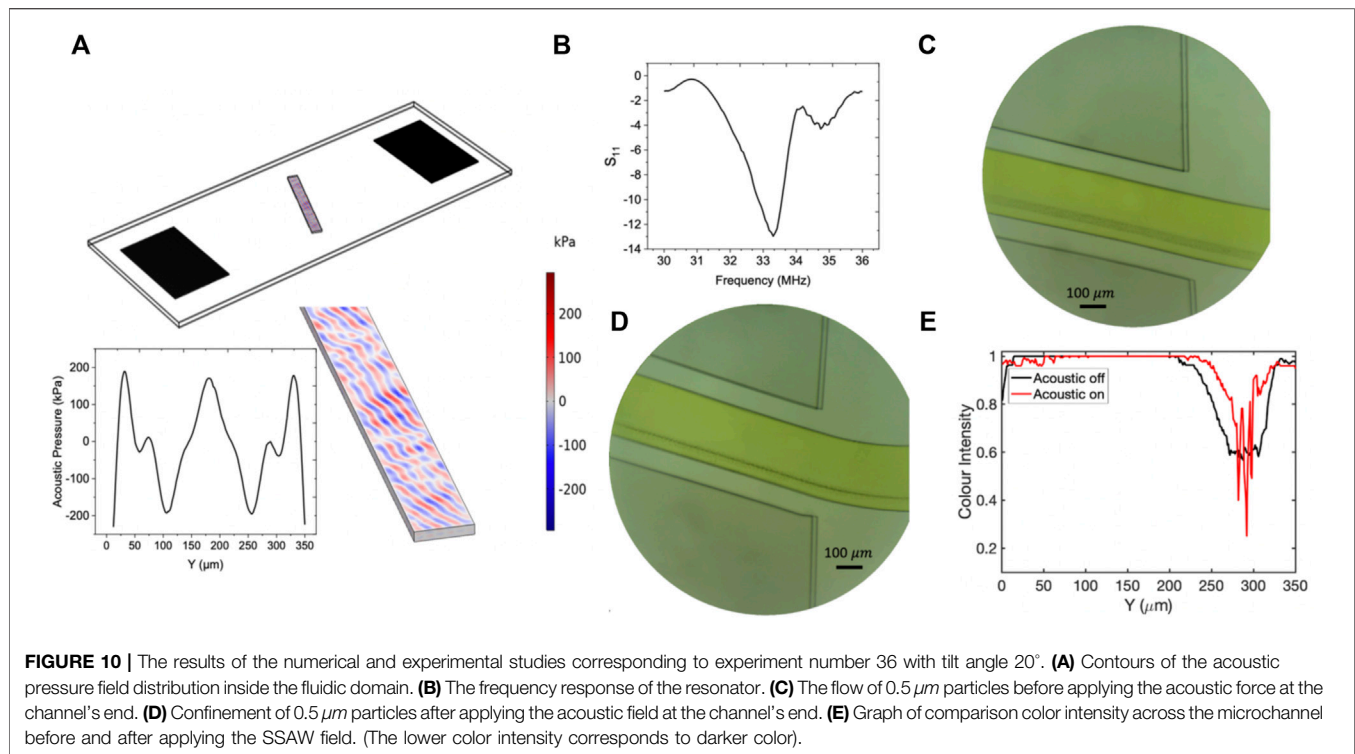 A
B
C
0
-2
-4
-6
-8
-10
-12
-14
S11
30 31 32 33 34 35 36
Frequency (MHz)
100 μm
kPa
200
100
0
-100
-200
200
100
0
-100
-200
Acoustic Pressure (kPa)
0 50 100 150 200 250 300 350
Y (μm)
D
100 μm
E
1
0.8
0.6
0.4
0.2
Colour Intensity
Acoustic off
Acoustic on
0 50 100 150 200 250 300 350
Y (μm)
FIGURE 10 | The results of the numerical and experimental studies corresponding to experiment number 36 with tilt angle 20°. (A) Contours of the acoustic
pressure field distribution inside the fluidic domain. (B) The frequency response of the resonator. (C) The flow of 0.5 μm particles before applying the acoustic force at the
channel's end. (D) Confinement of 0.5 μm particles after applying the acoustic field at the channel's end. (E) Graph of comparison color intensity across the microchannel
before and after applying the SSAW field. (The lower color intensity corresponds to darker color).